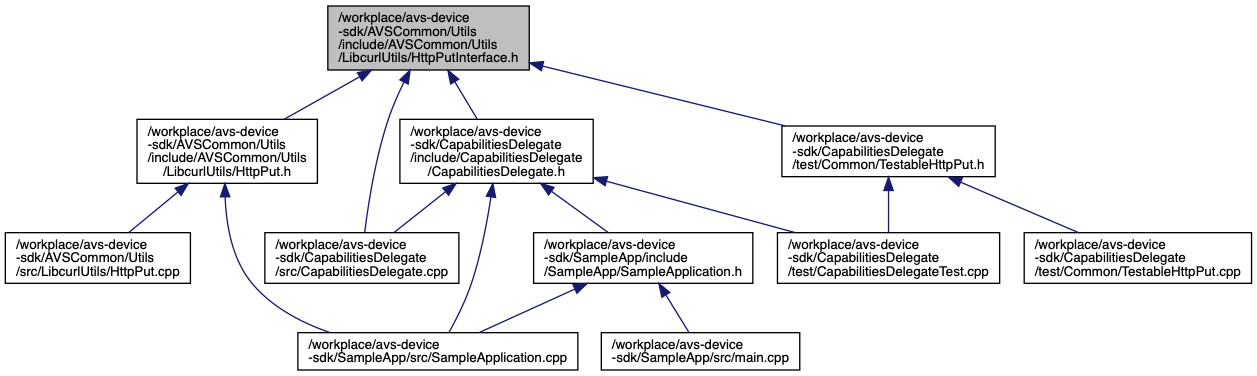 /workplace/avs-device
-sdk/AVSCommon/Utils
/include/AVSCommon/Utils
/LibcurlUtils/HttpPutInterface.h
/workplace/avs-device
-sdk/AVSCommon/Utils
/include/AVSCommon/Utils
/LibcurlUtils/HttpPut.h
/workplace/avs-device
-sdk/CapabilitiesDelegate
/include/CapabilitiesDelegate
/CapabilitiesDelegate.h
/workplace/avs-device
-sdk/CapabilitiesDelegate
/test/Common/TestableHttpPut.h
/workplace/avs-device
-sdk/AVSCommon/Utils
/src/LibcurlUtils/HttpPut.cpp
/workplace/avs-device
-sdk/CapabilitiesDelegate
/src/CapabilitiesDelegate.cpp
/workplace/avs-device
-sdk/SampleApp/include
/SampleApp/SampleApplication.h
/workplace/avs-device
-sdk/CapabilitiesDelegate
/test/CapabilitiesDelegateTest.cpp
/workplace/avs-device
-sdk/CapabilitiesDelegate
/test/Common/TestableHttpPut.cpp
/workplace/avs-device
-sdk/SampleApp/src/SampleApplication.cpp
/workplace/avs-device
-sdk/SampleApp/src/main.cpp